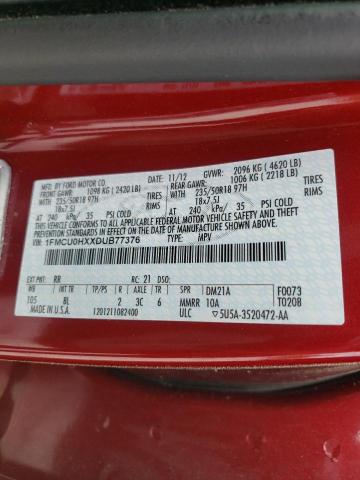 MFD. BY FORD MOTOR CO.
DATE: 11/12 GVWR: 2096 KG ( 4620 LB)
FRONT GAWR: 1098 KG ( 2420 LB) REAR GAWR: 1006 KG ( 2218 LB)
WITH 235/50R18 97H TIRES WITH 235/50R18 97H TIRES
18x7.5J RIMS 18x7.5J RIMS
AT 240 kPa/ 35 PSI COLD AT 240 kPa/ 35 PSI COLD
THIS VEHICLE CONFORMS TO ALL APPLICABLE FEDERAL MOTOR VEHICLE SAFETY AND THEFT PREVENTION STANDARDS IN EFFECT ON THE DATE OF MANUFACTURE SHOWN ABOVE.
VIN: 1FMCU0HXXDUB77376 TYPE: MPV
EXT PNT: RR RC: 21 DSO:
WB INT TR TP/PS R AXLE TR SPR DM21A F0073
105 BL 2 3C 6 MMRR 10A T0208
MADE IN U.S.A. 1201211082400 ULC ▽5U5A-3520472-AA